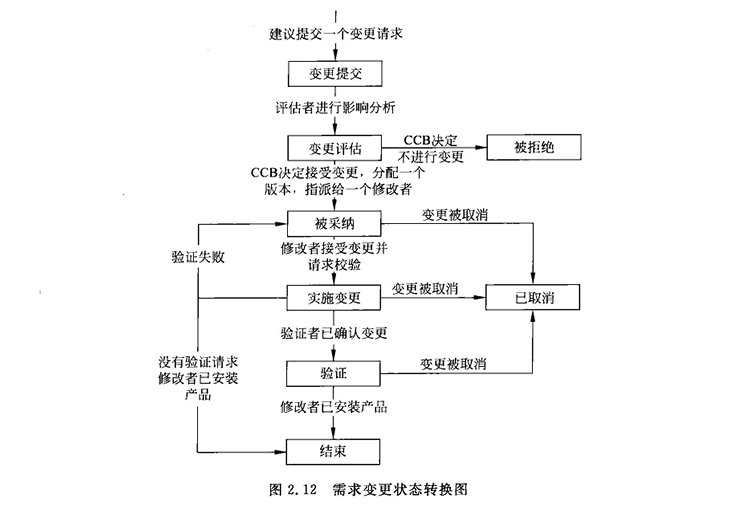 建议提交一个变更请求
变更提交
评估者进行影响分析
变更评估
CCB决定
不进行变更
被拒绝
CCB决定接受变更，分配一个
版本，指派给一个修改者
被采纳
变更被取消
修改者接受变更并
请求校验
验证失败
实施变更
变更被取消
已取消
验证者已确认变更
没有验证请求
修改者已安装
产品
验证
变更被取消
修改者已安装产品
结束
图 2.12 需求变更状态转换图